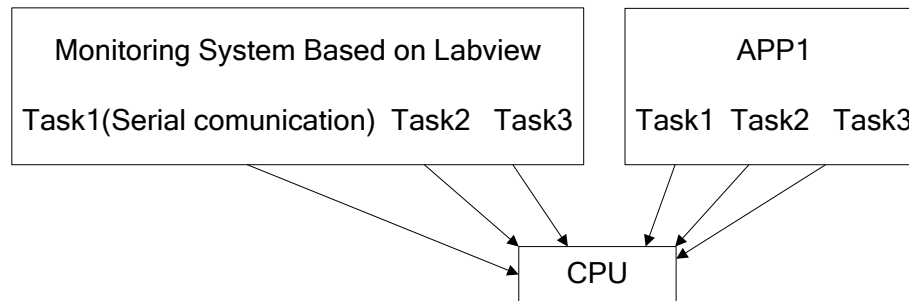 Monitoring System Based on Labview
Task1(Serial comunication) Task2 Task3
APP1
Task1 Task2 Task3
CPU